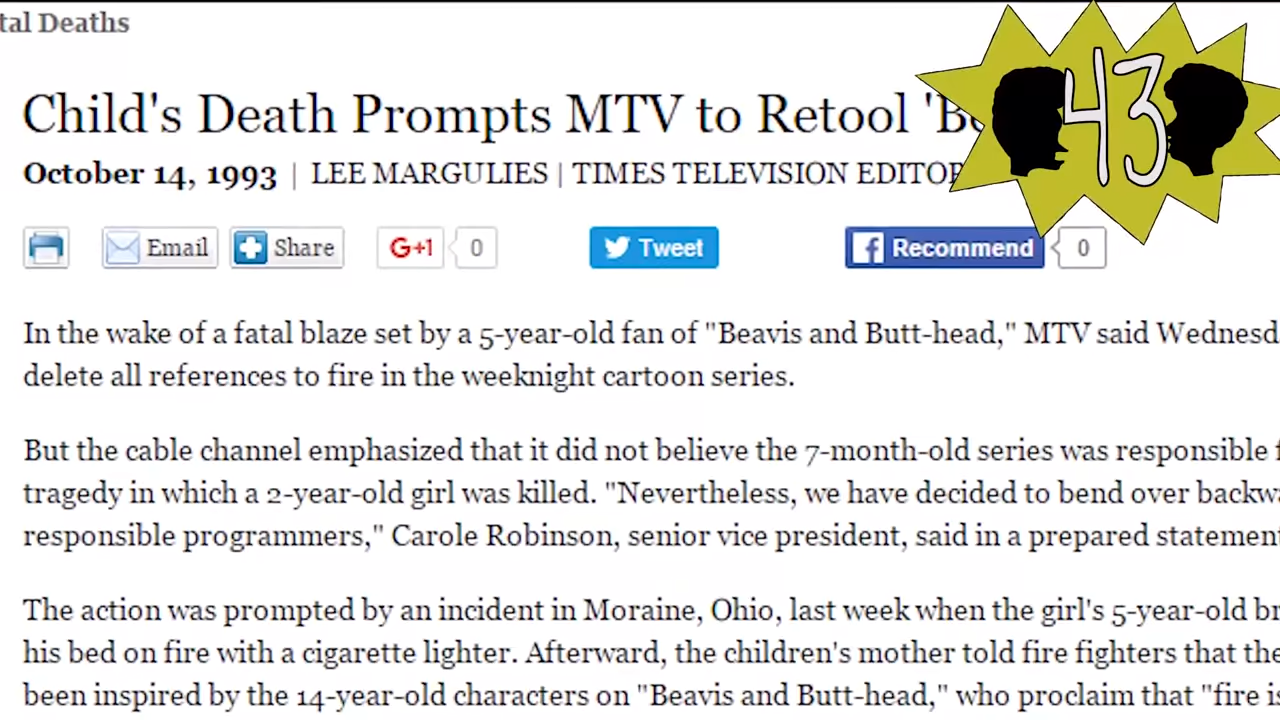 tal Deaths
43
Child's Death Prompts MTV to Retool 'B
October 14, 1993 | LEE MARGULIES | TIMES TELEVISION EDITOR
Email Share G+1 0 Tweet Recommend 0
In the wake of a fatal blaze set by a 5-year-old fan of "Beavis and Butt-head," MTV said Wednesd
delete all references to fire in the weeknight cartoon series.
But the cable channel emphasized that it did not believe the 7-month-old series was responsible f
tragedy in which a 2-year-old girl was killed. "Nevertheless, we have decided to bend over backwa
responsible programmers," Carole Robinson, senior vice president, said in a prepared statement
The action was prompted by an incident in Moraine, Ohio, last week when the girl's 5-year-old br
his bed on fire with a cigarette lighter. Afterward, the children's mother told fire fighters that the
been inspired by the 14-year-old characters on "Beavis and Butt-head," who proclaim that "fire is